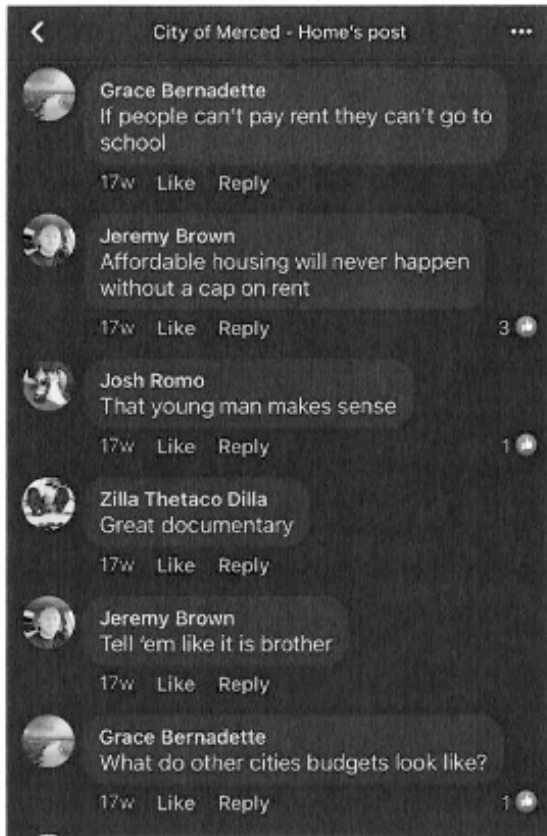 City of Merced - Home's post
Grace Bernadette
If people can't pay rent they can't go to
school
17w Like Reply
Jeremy Brown
Affordable housing will never happen
without a cap on rent
17w Like Reply 3
Josh Romo
That young man makes sense
17w Like Reply 1
Zilla Thetaco Dilla
Great documentary
17w Like Reply
Jeremy Brown
Tell 'em like it is brother
17w Like Reply
Grace Bernadette
What do other cities budgets look like?
17w Like Reply 1